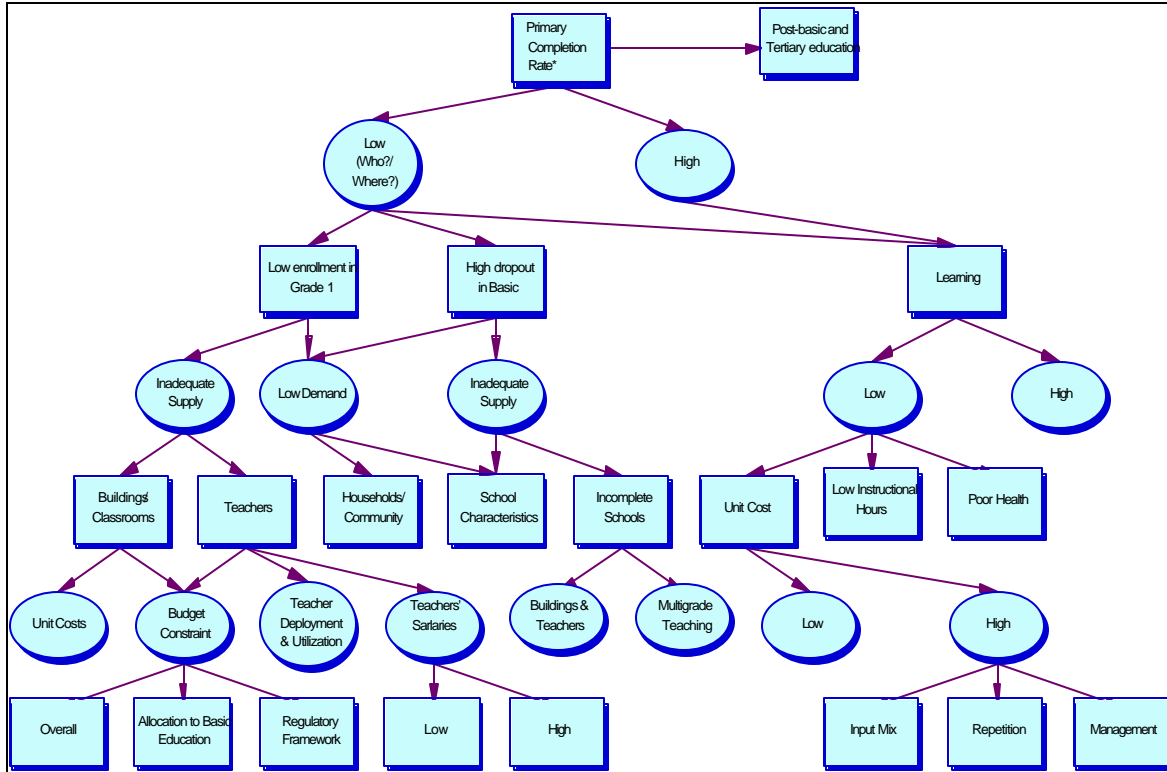 Primary
Completion
Rate*
Post-basic and
Tertiary education
Low
(Who?/
Where?)
High
Low enrollment in
Grade 1
High dropout
in Basic
Learning
Inadequate
Supply
Low Demand
Inadequate
Supply
Low
High
Buildings/
Classrooms
Teachers
Households/
Community
School
Characteristics
Incomplete
Schools
Unit Cost
Low Instructional
Hours
Poor Health
Unit Costs
Budget
Constraint
Teacher
Deployment
& Utilization
Teachers'
Sarlaries
Buildings &
Teachers
Multigrade
Teaching
Low
High
Overall
Allocation to Basic
Education
Regulatory
Framework
Low
High
Input Mix
Repetition
Management